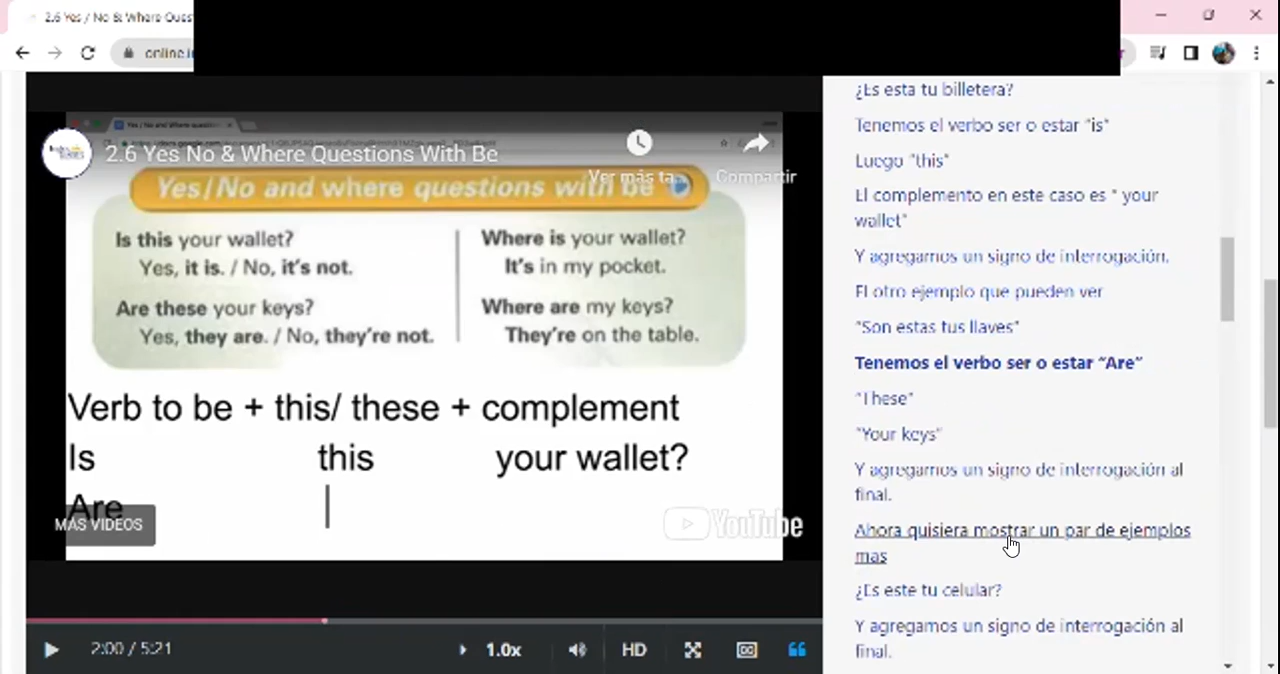 2.6 Yes / No & Where Quest
online.i
2.6 Yes No & Where Questions With Be
Ver más ta...
Compartir
Yes/No and where questions with be
Is this your wallet?
Yes, it is. / No, it's not.
Are these your keys?
Yes, they are. / No, they're not.
Where is your wallet?
It's in my pocket.
Where are my keys?
They're on the table.
Verb to be + this/ these + complement
Is this your wallet?
Are
MÁS VIDEOS
YouTube
2:00 / 5:21
1.0x
HD
CC
¿Es esta tu billetera?
Tenemos el verbo ser o estar "is"
Luego "this"
El complemento en este caso es " your
wallet"
Y agregamos un signo de interrogación.
El otro ejemplo que pueden ver
"Son estas tus llaves"
Tenemos el verbo ser o estar "Are"
"These"
"Your keys"
Y agregamos un signo de interrogación al
final.
Ahora quisiera mostrar un par de ejemplos
mas
¿Es este tu celular?
Y agregamos un signo de interrogación al
final.